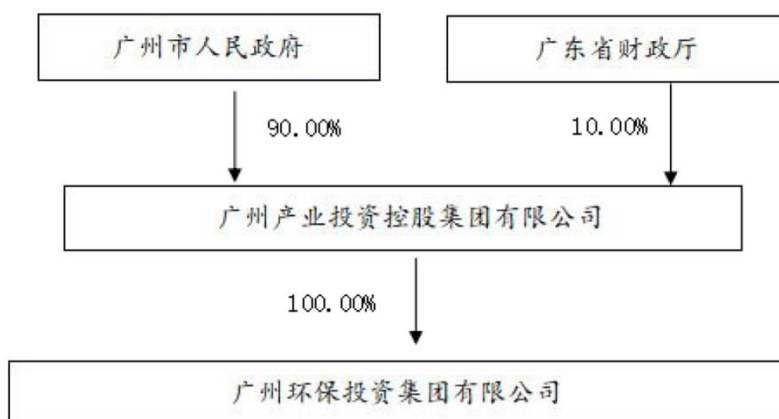 广州市人民政府
广东省财政厅
90.00%
10.00%
广州产业投资控股集团有限公司
100.00%
广州环保投资集团有限公司